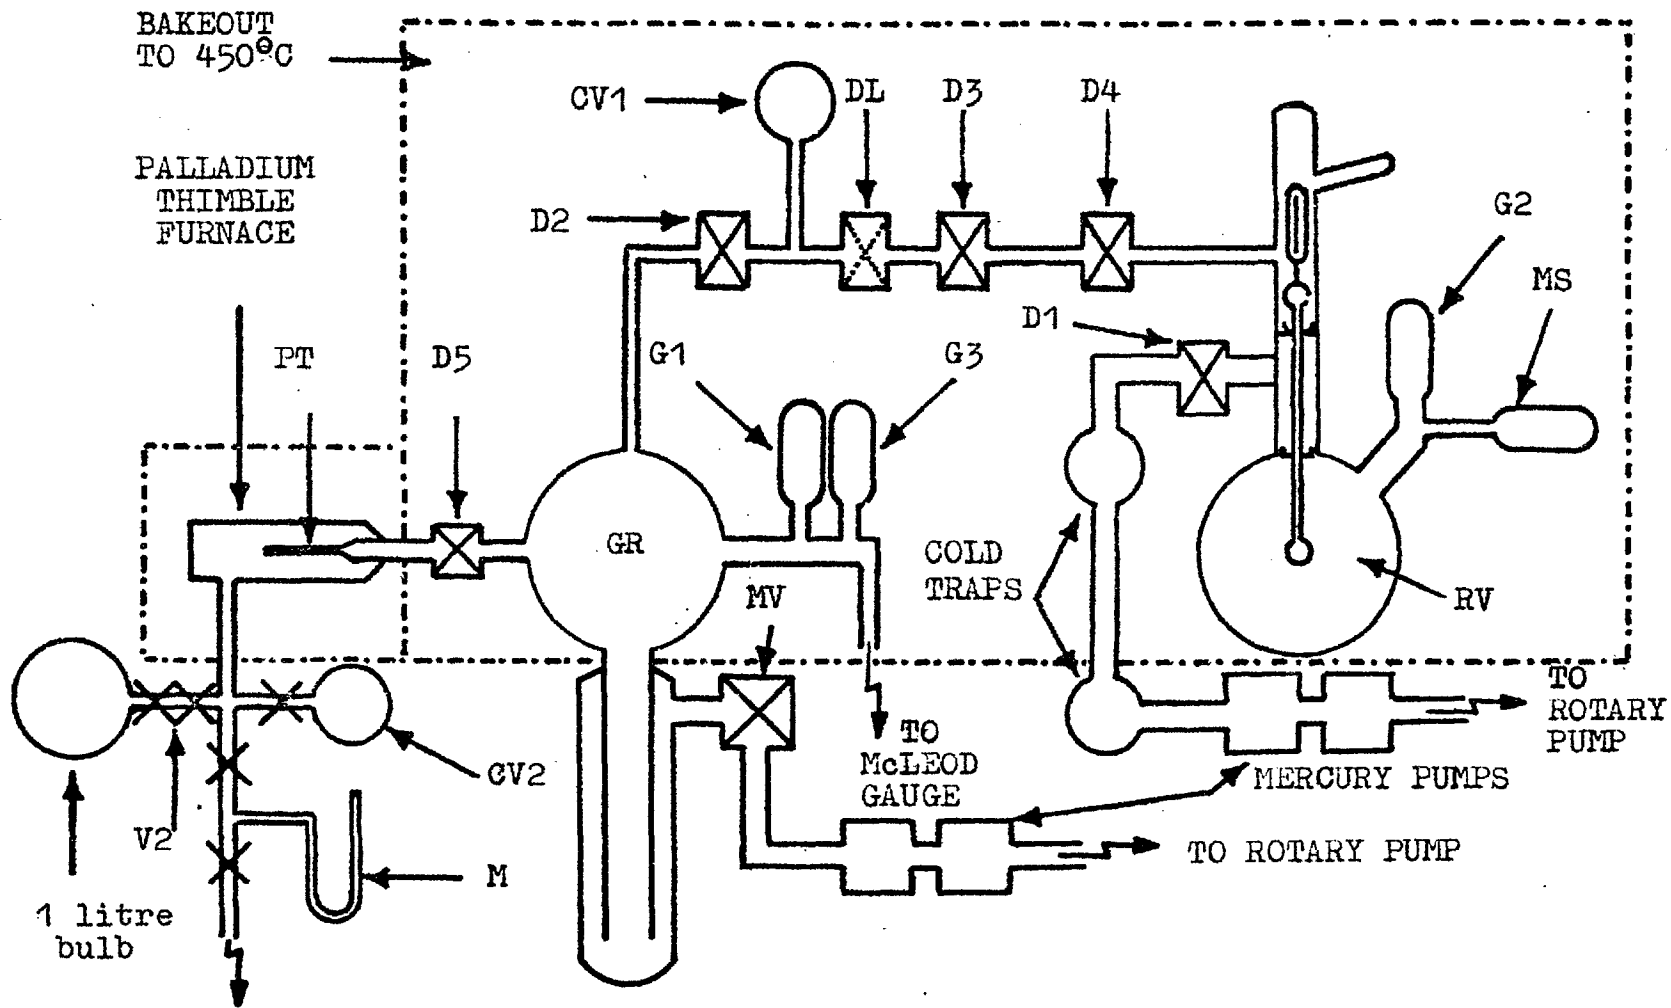 BAKEOUT
TO 450°C
CV1
DL
D3
D4
PALLADIUM
THIMBLE
FURNACE
D2
G2
MS
D1
PT
D5
G1
G3
GR
COLD
TRAPS
MV
RV
TO
ROTARY
PUMP
TO
McLEOD
GAUGE
CV2
MERCURY PUMPS
V2
M
TO ROTARY PUMP
1 litre
bulb